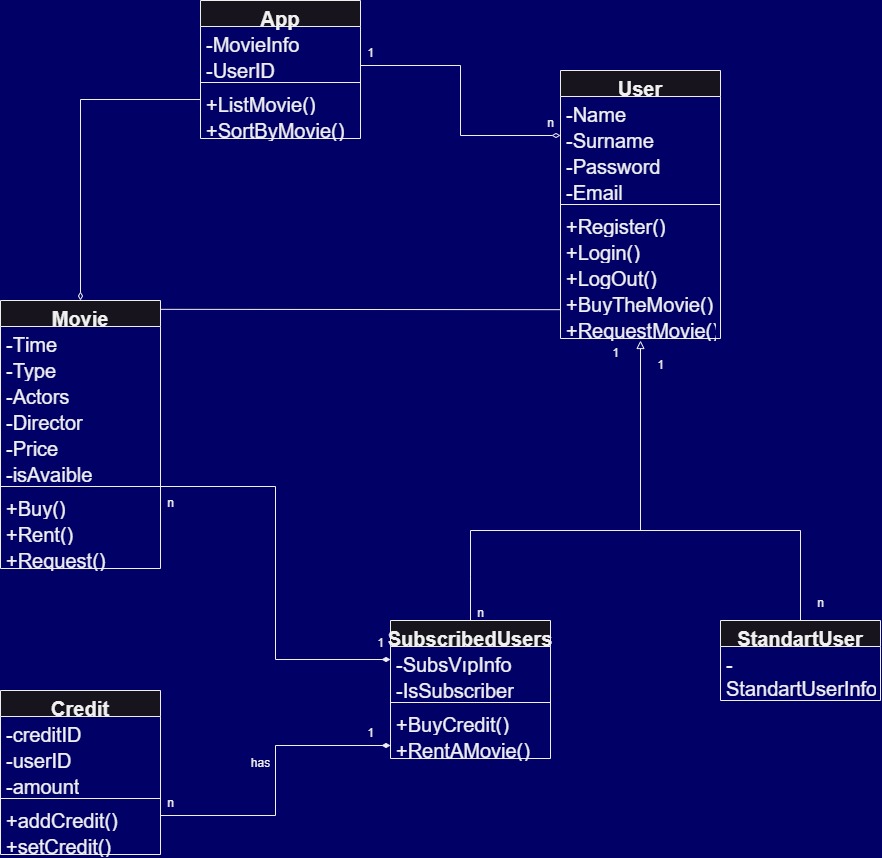 App
-MovieInfo
-UserID
+ListMovie()
+SortByMovie()
1
n
User
-Name
-Surname
-Password
-Email
+Register()
+Login()
+LogOut()
+BuyTheMovie()
+RequestMovie()
1
1
Movie
-Time
-Type
-Actors
-Director
-Price
-isAvaible
+Buy()
+Rent()
+Request()
n
1
n
SubscribedUsers
-SubsVipInfo
-IsSubscriber
+BuyCredit()
+RentAMovie()
n
StandartUser
-
StandartUserInfo
1
has
n
Credit
-creditID
-userID
-amount
+addCredit()
+setCredit()